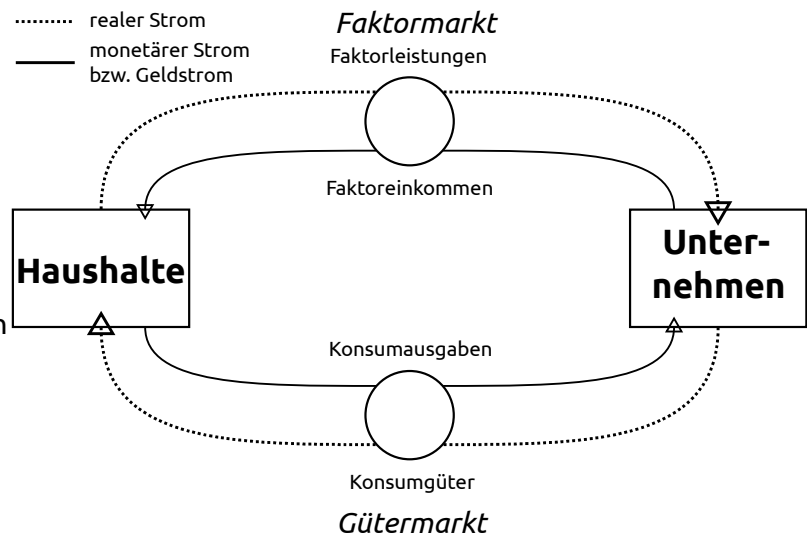 realer Strom
monetärer Strom
bzw. Geldstrom
Faktormarkt
Faktorleistungen
Faktoreinkommen
Haushalte
Unter-
nehmen
n
Konsumausgaben
Konsumgüter
Gütermarkt